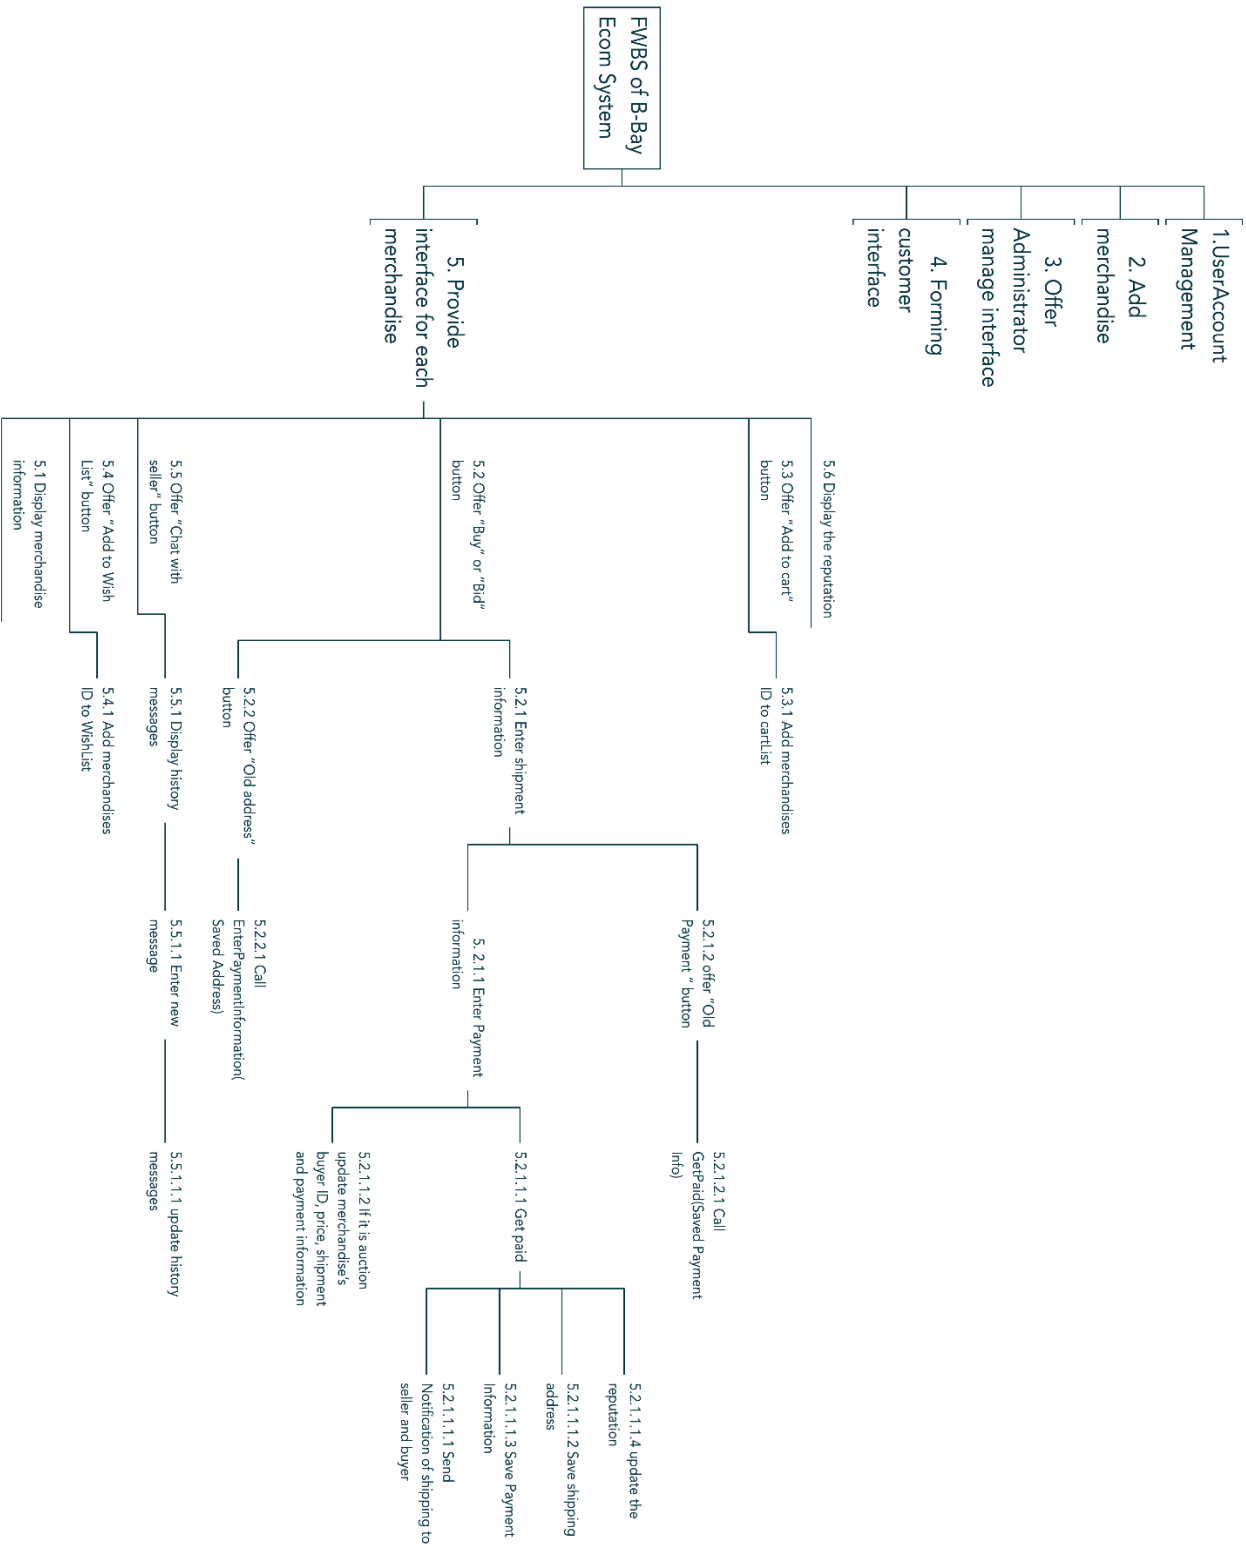 FWBS of B-Bay
Ecom System
1.UserAccount
Management
2. Add
merchandise
3. Offer
Administrator
manage interface
4. Forming
customer
interface
5. Provide
interface for each
merchandise
5.6 Display the reputation
5.3 Offer “Add to cart“
button
5.3.1 Add merchandises
ID to cartList
5.2 Offer “Buy“ or “Bid“
button
5.2.1 Enter shipment
information
5.2.1.2 offer “Old
Payment “ button
5.2.1.2.1 Call
GetPaid(Saved Payment
Info)
5. 2.1.1 Enter Payment
information
5.2.1.1.1 Get paid
5.2.1.1.1.4 update the
reputation
5.2.1.1.1.2 Save shipping
address
5.2.1.1.1.3 Save Payment
Information
5.2.1.1.1.1 Send
Notification of shipping to
seller and buyer
5.2.1.1.2 If it is auction
update merchandise’s
buyer ID, price, shipment
and payment information
5.2.2 Offer “Old address“
button
5.2.2.1 Call
EnterPaymentInformation(
Saved Address)
5.5 Offer “Chat with
seller“ button
5.5.1 Display history
messages
5.5.1.1 Enter new
message
5.5.1.1.1 update history
messages
5.4 Offer “Add to Wish
List“ button
5.4.1 Add merchandises
ID to WishList
5.1 Display merchandise
information